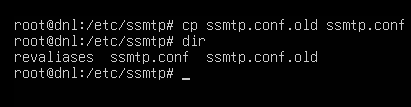 root@dnl:/etc/ssmtp# cp ssmtp.conf.old ssmtp.conf
root@dnl:/etc/ssmtp# dir
revaliases  ssmtp.conf  ssmtp.conf.old
root@dnl:/etc/ssmtp# _